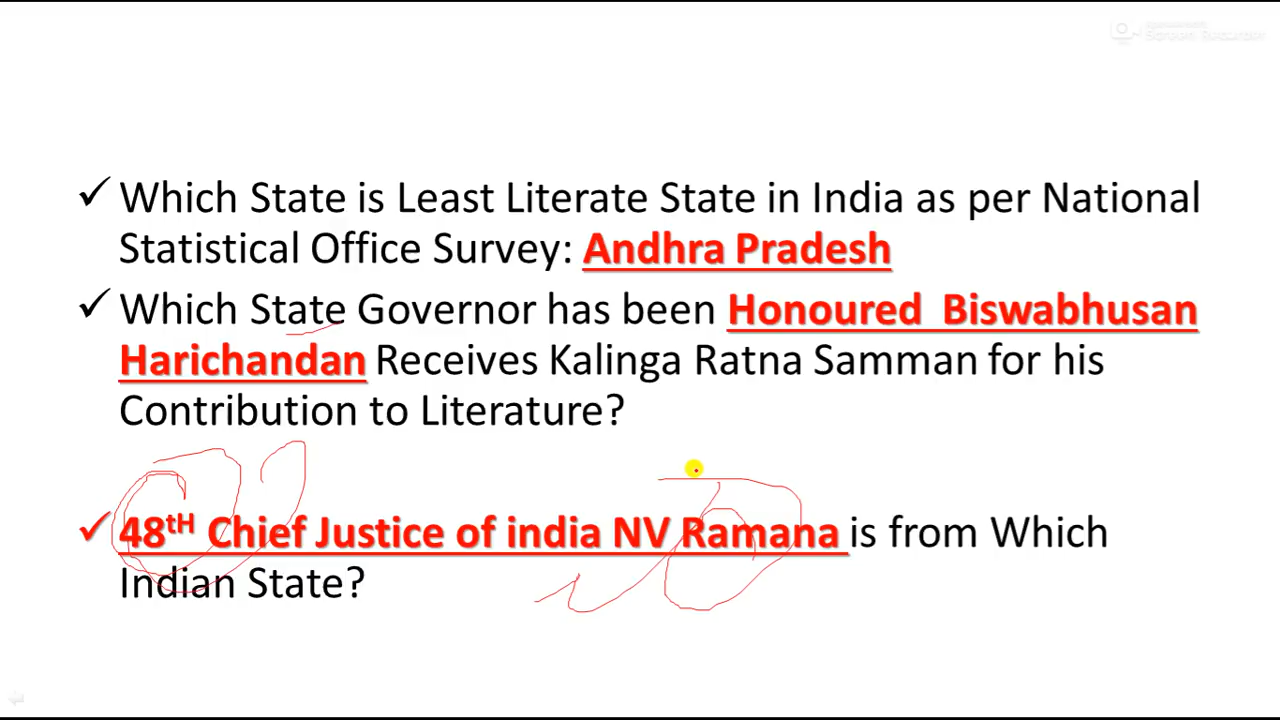 Screen Recorder
Which State is Least Literate State in India as per National
Statistical Office Survey: Andhra Pradesh
Which State Governor has been Honoured Biswabhusan
Harichandan Receives Kalinga Ratna Samman for his
Contribution to Literature?
48tH Chief Justice of india NV Ramana is from Which
Indian State?